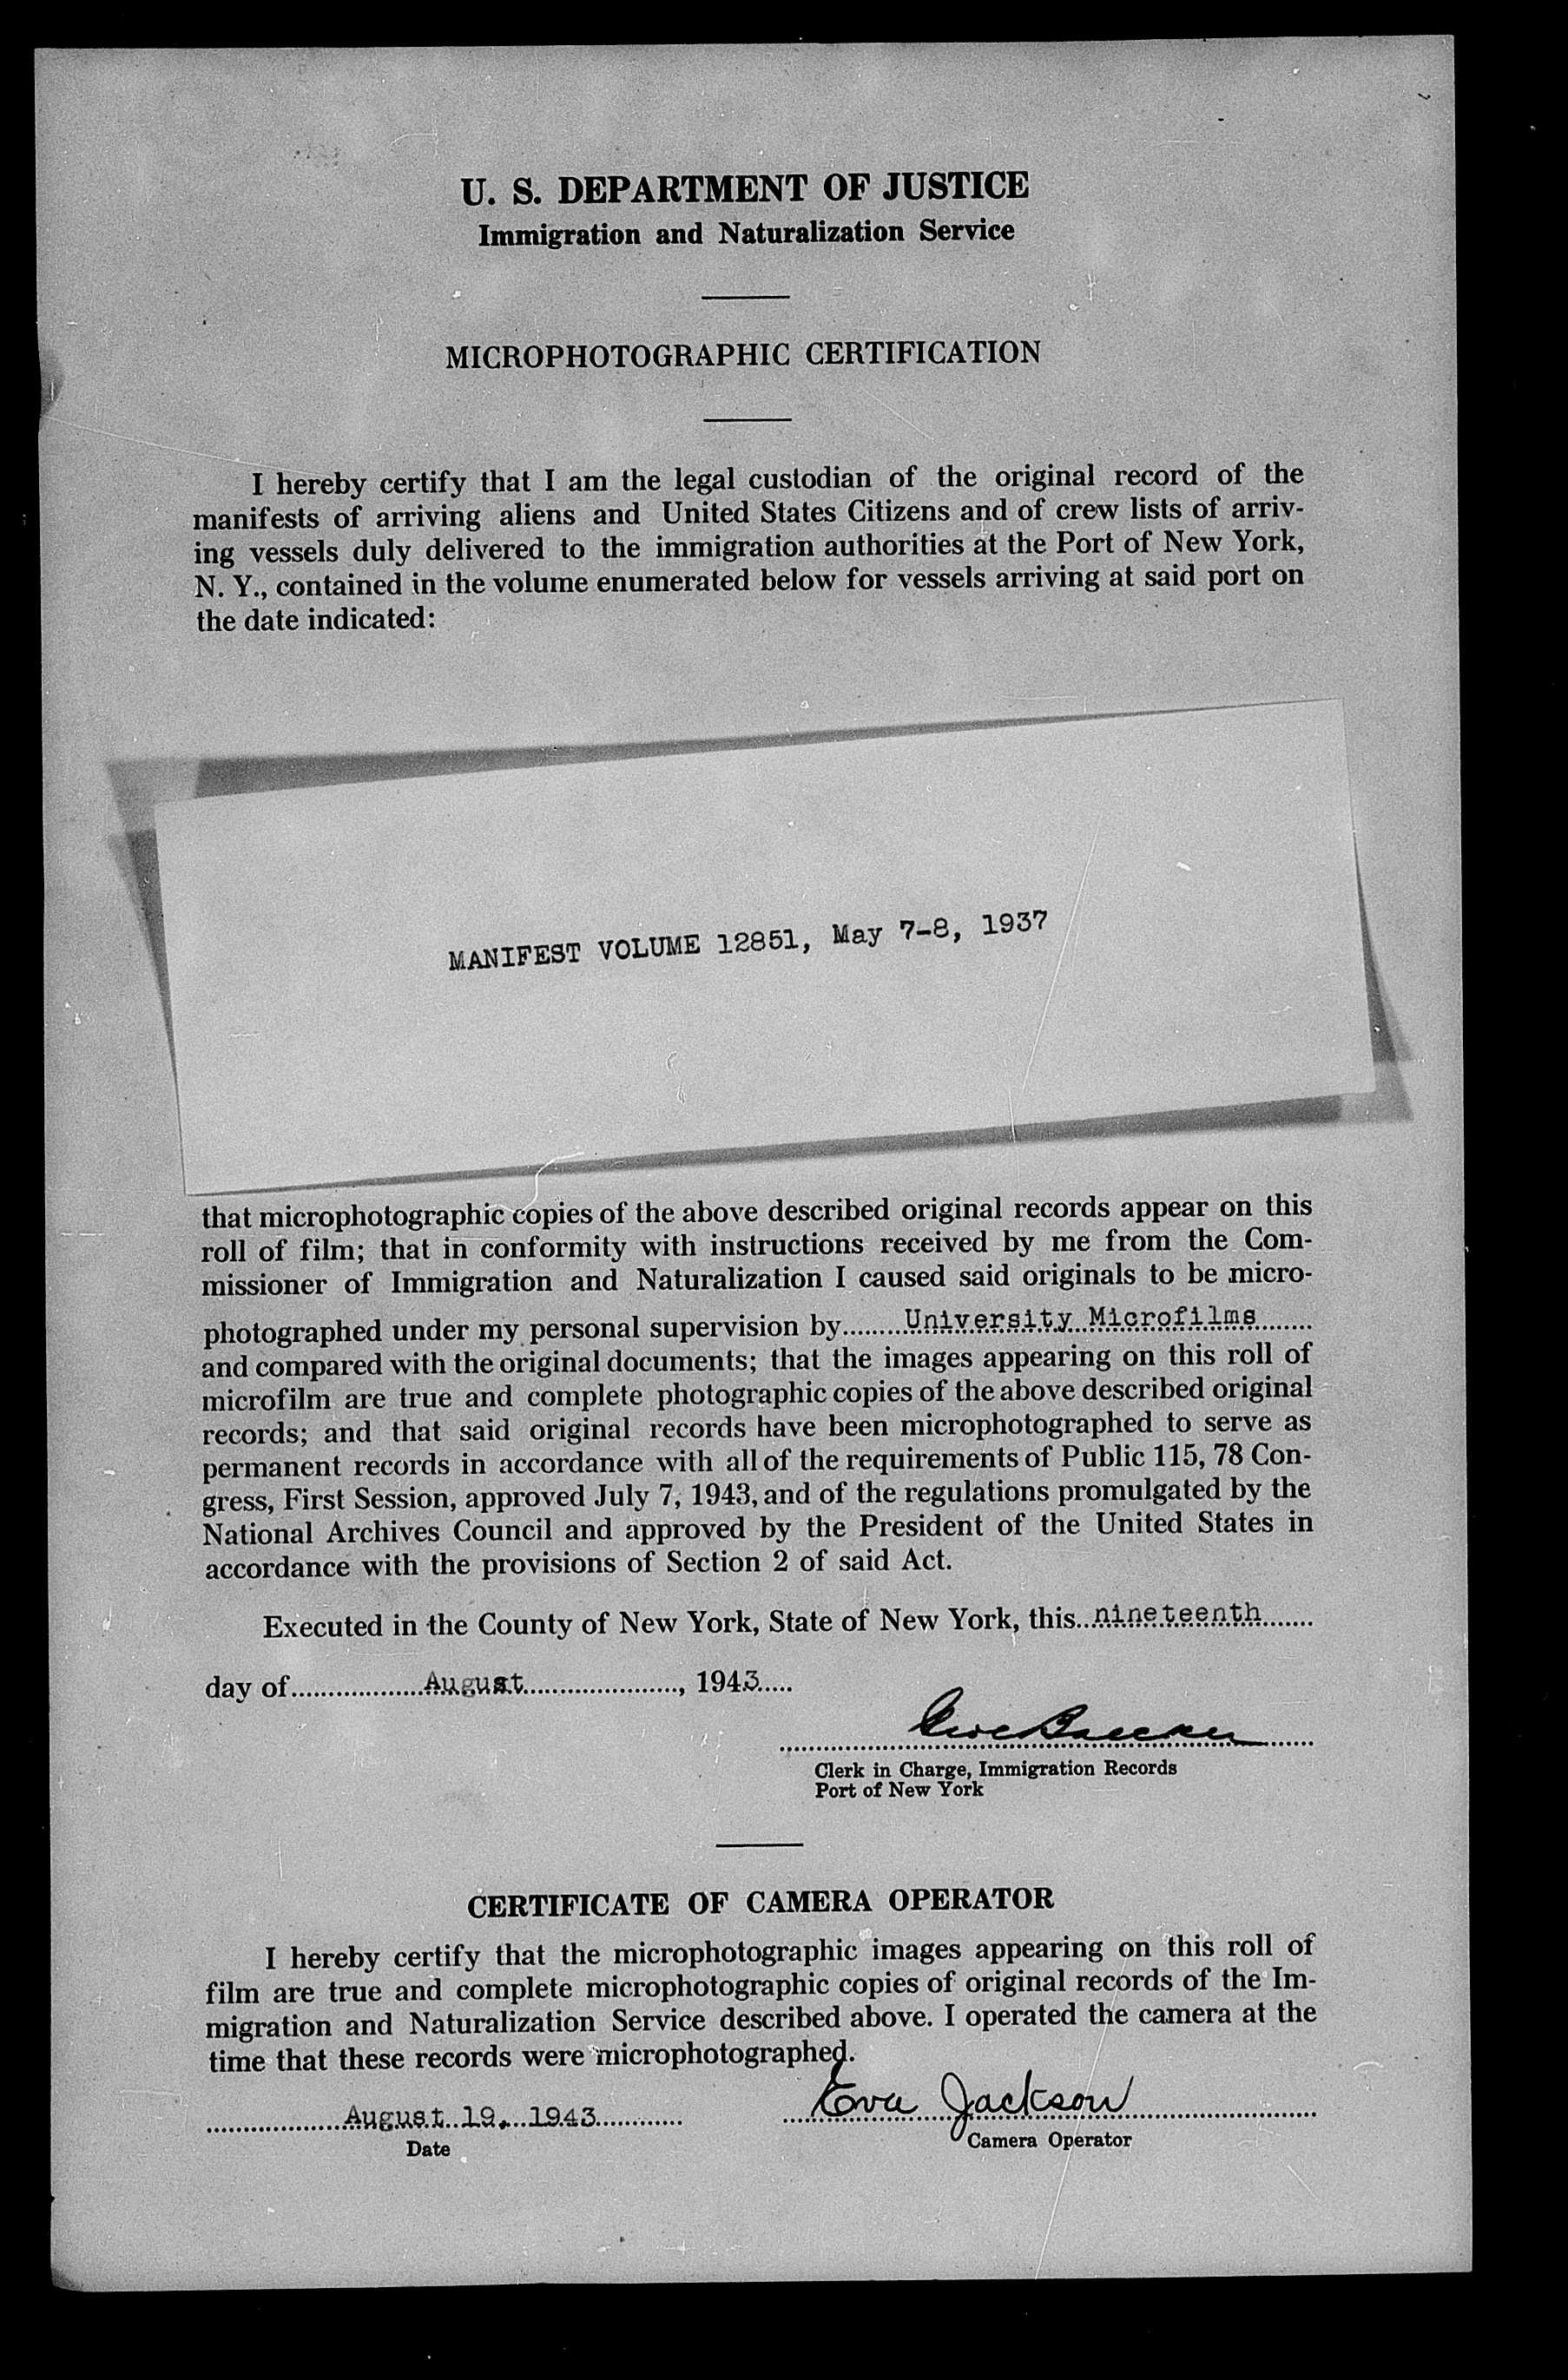 U. S. DEPARTMENT OF JUSTICE
Immigration and Naturalization Service
MICROPHOTOGRAPHIC CERTIFICATION
I hereby certify that I am the legal custodian of the original record of the
manifests of arriving aliens and United States Citizens and of crew lists of arriv-
ing vessels duly delivered to the immigration authorities at the Port of New York,
N. Y., contained in the volume enumerated below for vessels arriving at said port on
the date indicated:
MANIFEST VOLUME 12851, May 7-8, 1937
that microphotographic copies of the above described original records appear on this
roll of film; that in conformity with instructions received by me from the Com-
missioner of Immigration and Naturalization I caused said originals to be micro-
photographed under my personal supervision by University Microfilms
and compared with the original documents; that the images appearing on this roll of
microfilm are true and complete photographic copies of the above described original
records; and that said original records have been microphotographed to serve as
permanent records in accordance with all of the requirements of Public 115, 78 Con-
gress, First Session, approved July 7, 1943, and of the regulations promulgated by the
National Archives Council and approved by the President of the United States in
accordance with the provisions of Section 2 of said Act.
Executed in the County of New York, State of New York, this nineteenth
day of August, 1943
Clerk in Charge, Immigration Records
Port of New York
CERTIFICATE OF CAMERA OPERATOR
I hereby certify that the microphotographic images appearing on this roll of
film are true and complete microphotographic copies of original records of the Im-
migration and Naturalization Service described above. I operated the camera at the
time that these records were microphotographed.
August 19, 1943 Eva Jackson
Date Camera Operator